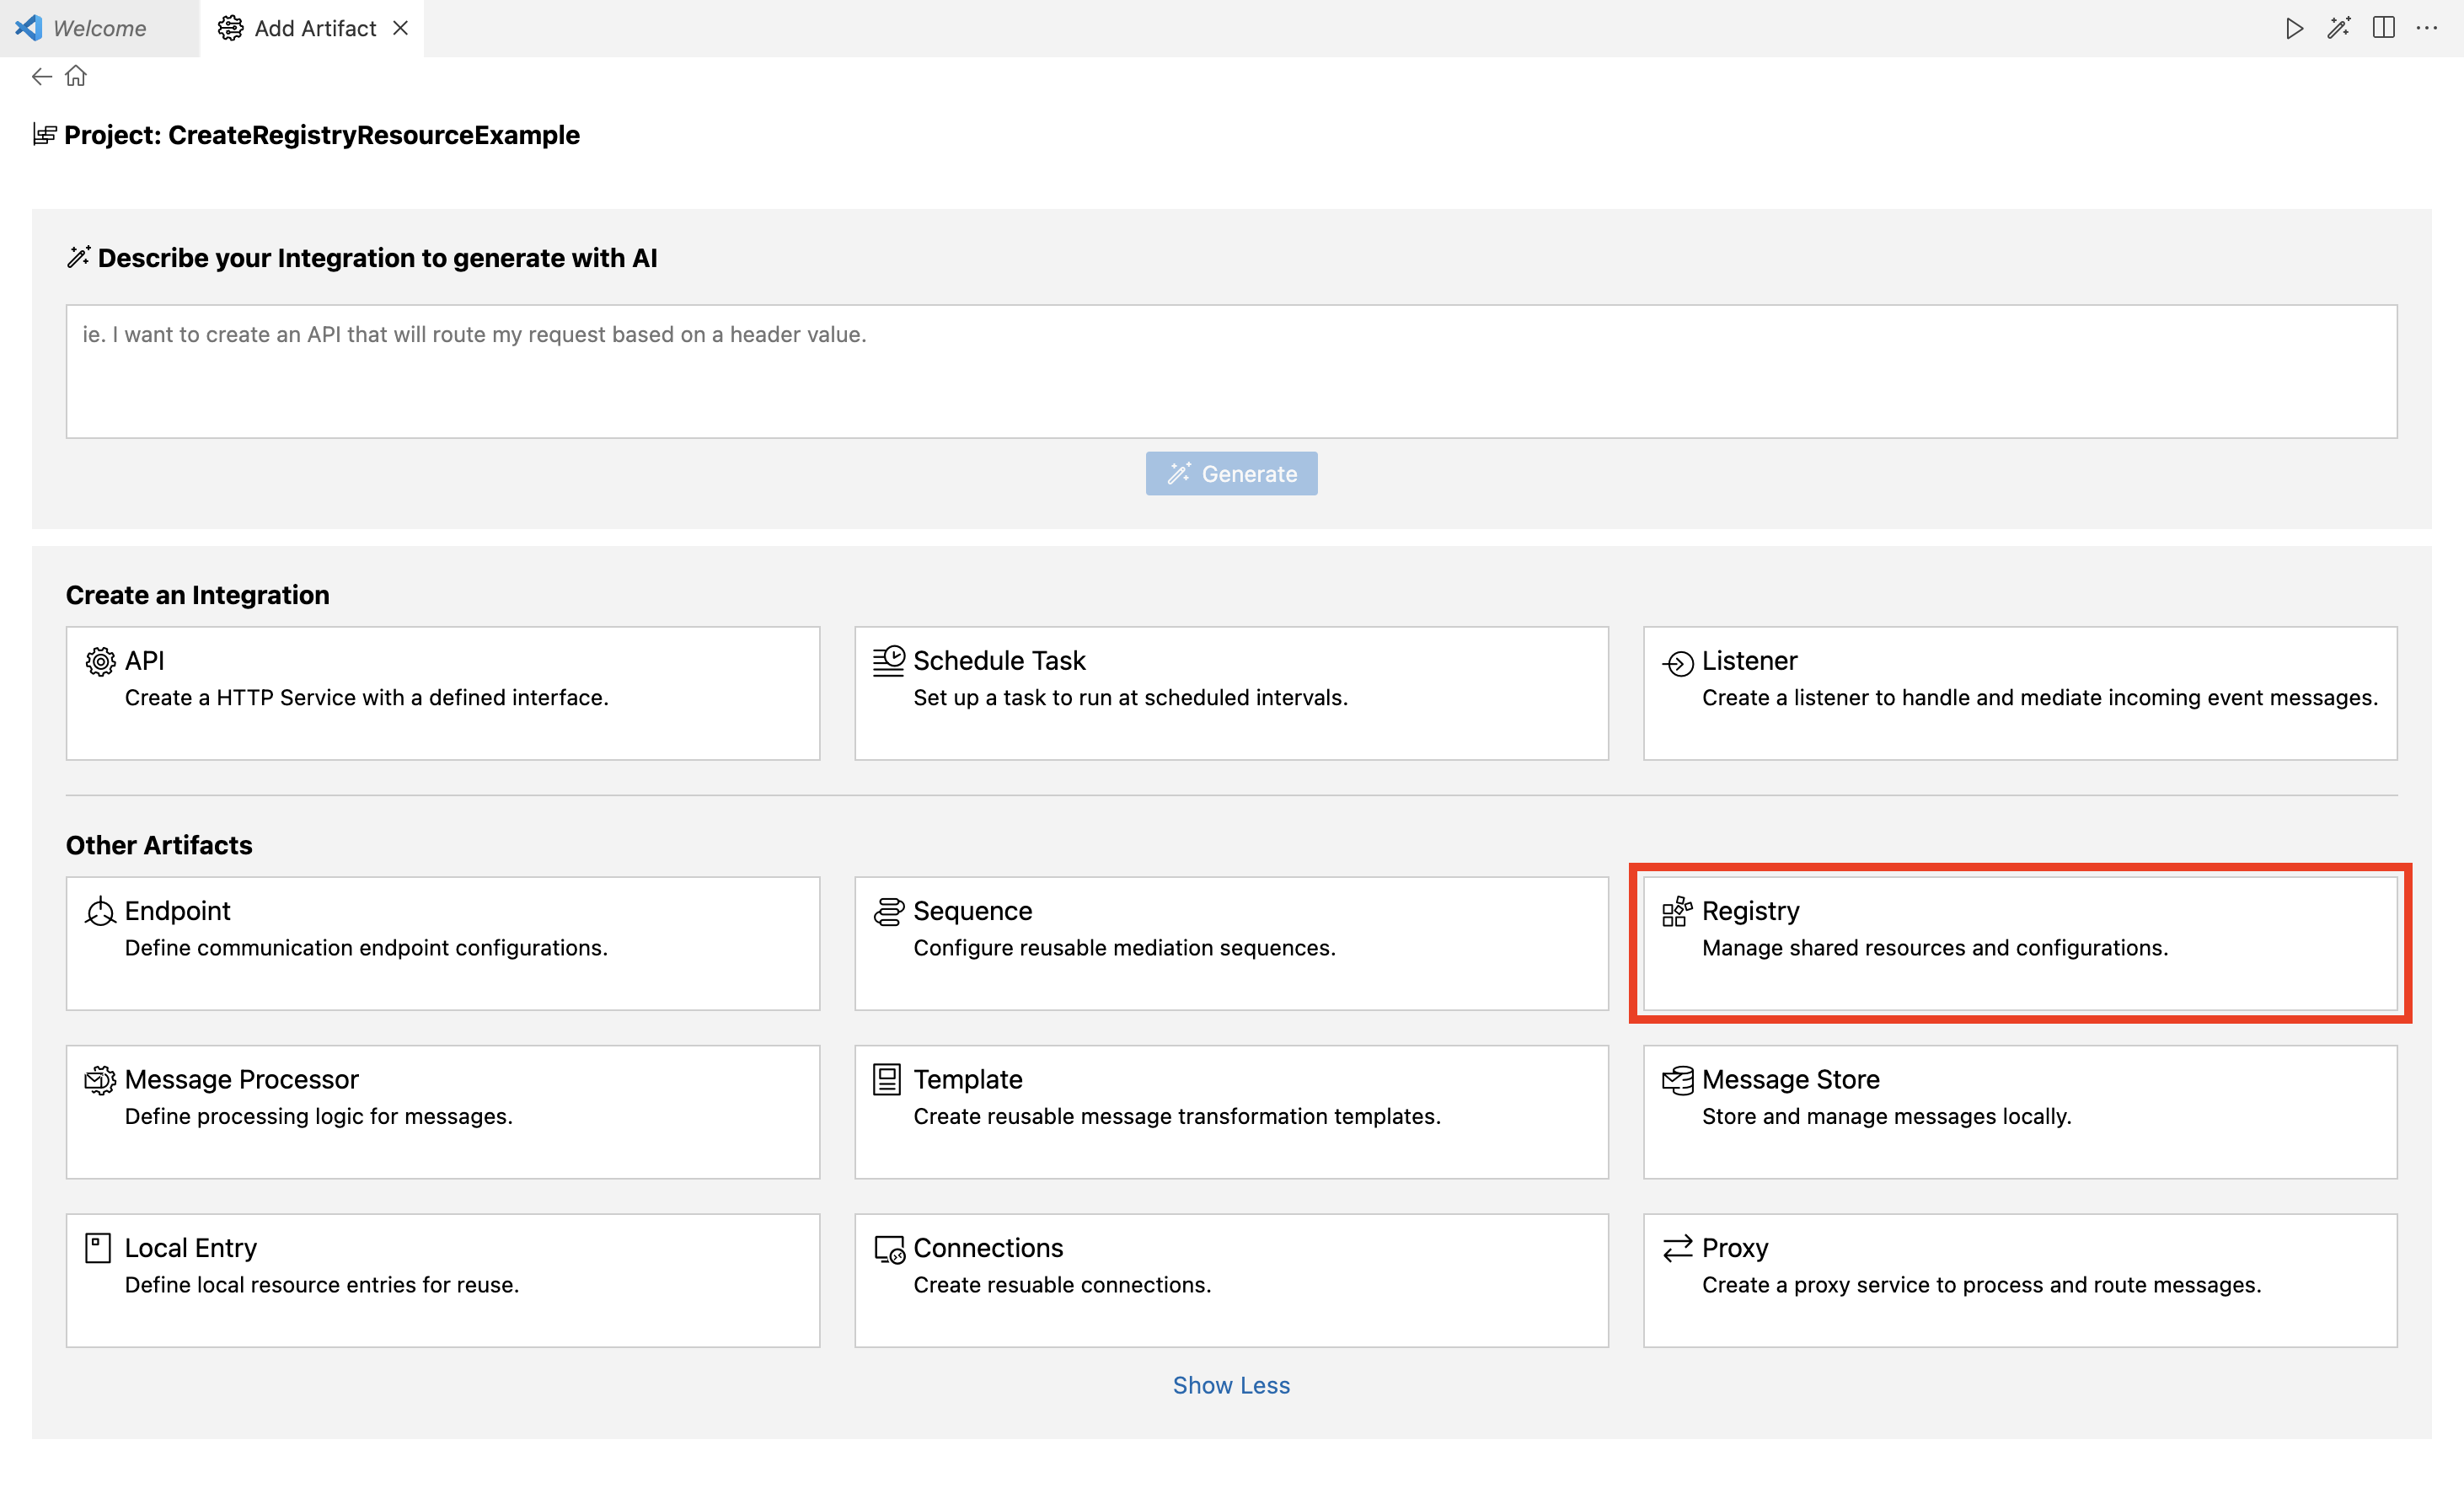 Welcome
Add Artifact
Project: CreateRegistryResourceExample
Describe your Integration to generate with AI
ie. I want to create an API that will route my request based on a header value.
Generate
Create an Integration
API
Create a HTTP Service with a defined interface.
Schedule Task
Set up a task to run at scheduled intervals.
Listener
Create a listener to handle and mediate incoming event messages.
Other Artifacts
Endpoint
Define communication endpoint configurations.
Sequence
Configure reusable mediation sequences.
Registry
Manage shared resources and configurations.
Message Processor
Define processing logic for messages.
Template
Create reusable message transformation templates.
Message Store
Store and manage messages locally.
Local Entry
Define local resource entries for reuse.
Connections
Create resuable connections.
Proxy
Create a proxy service to process and route messages.
Show Less